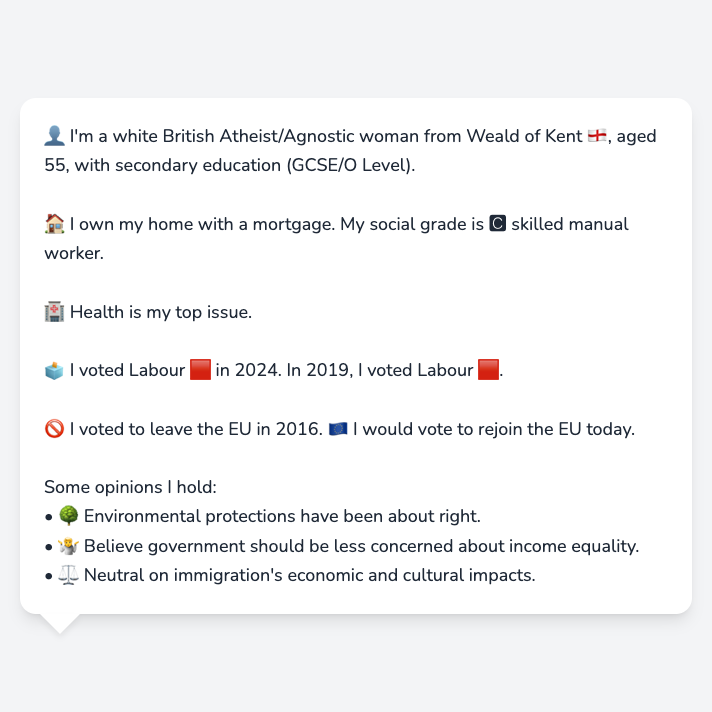 👤 I'm a white British Atheist/Agnostic woman from Weald of Kent 🏴󠁧󠁢󠁥󠁮󠁧󠁿, aged
55, with secondary education (GCSE/O Level).
🏠 I own my home with a mortgage. My social grade is 🅲 skilled manual
worker.
🏥 Health is my top issue.
🗳️ I voted Labour 🟥 in 2024. In 2019, I voted Labour 🟥.
🚫 I voted to leave the EU in 2016. 🇪🇺 I would vote to rejoin the EU today.
Some opinions I hold:
• 🌳 Environmental protections have been about right.
• 🤷 Believe government should be less concerned about income equality.
• ⚖️ Neutral on immigration's economic and cultural impacts.